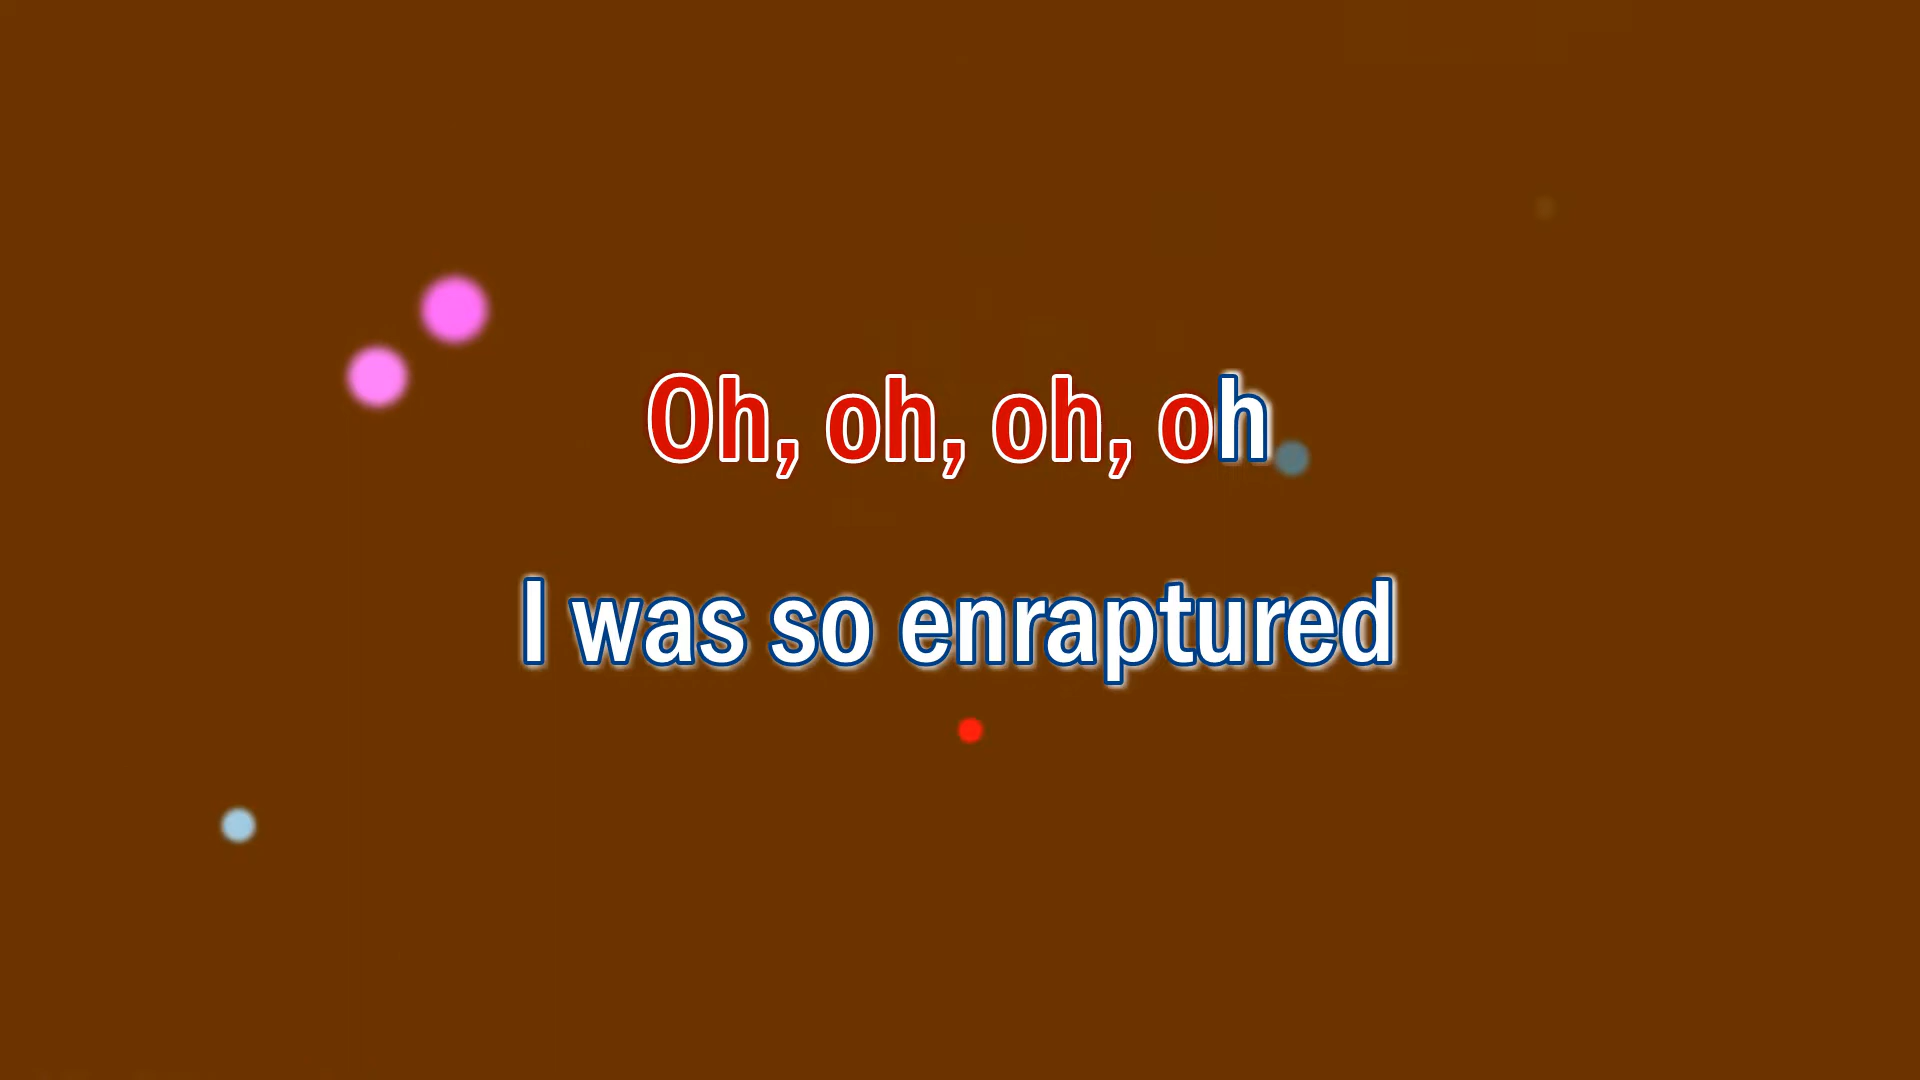 Oh, oh, oh, oh
I was so enraptured